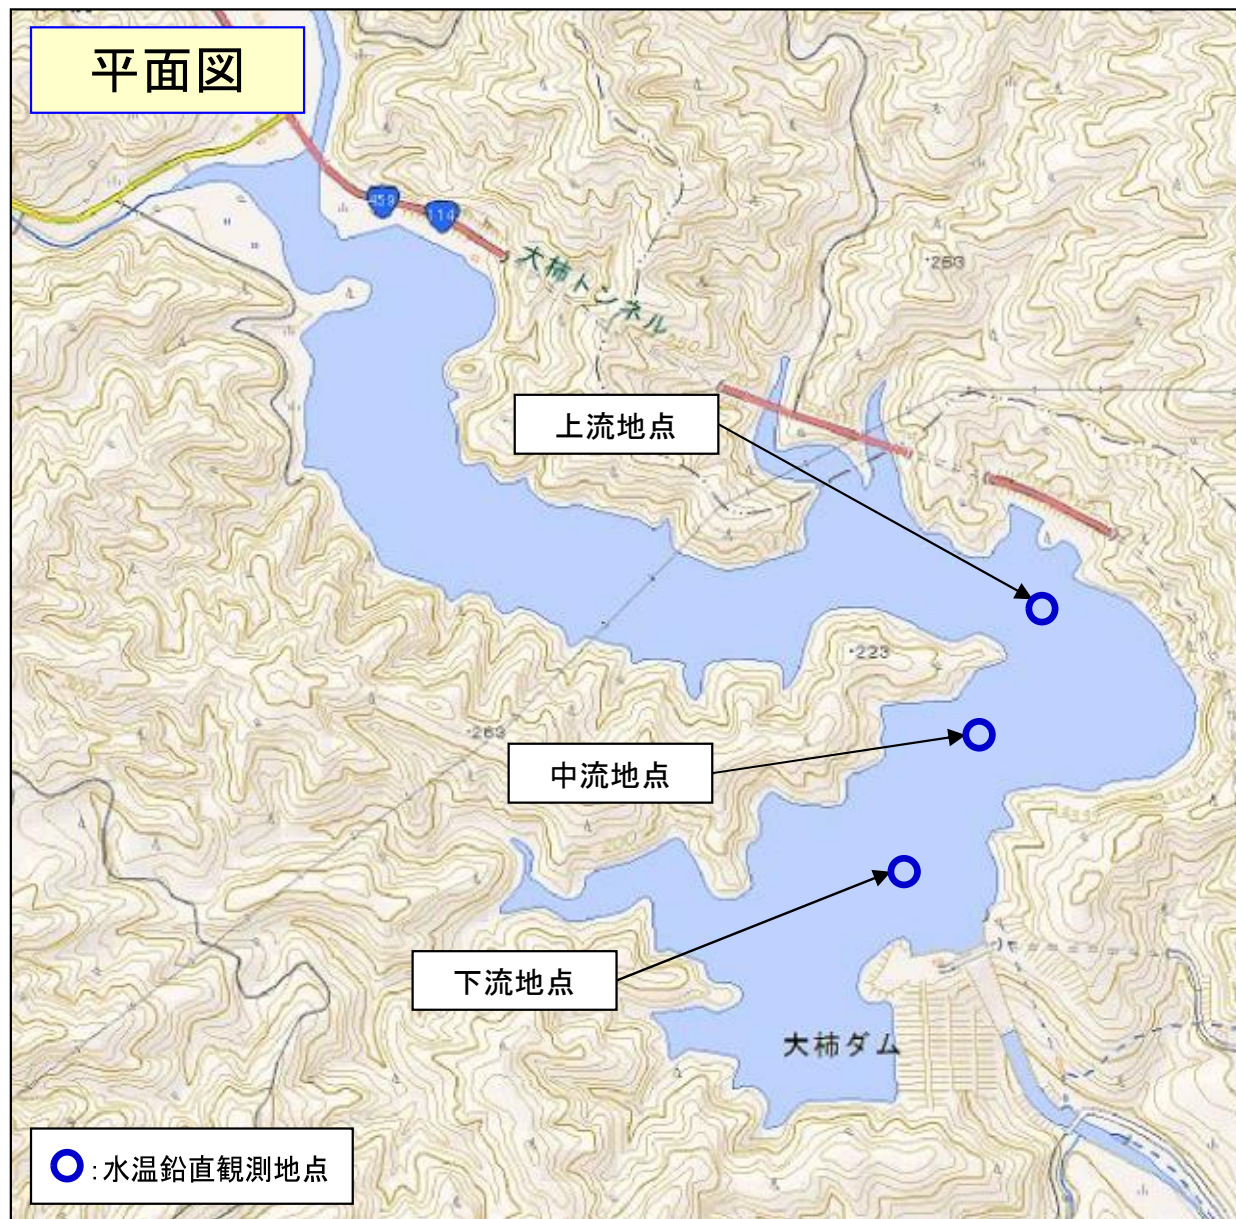 平面図
459
114
大柿トンネル
・263
上流地点
・223
・263
中流地点
下流地点
大柿ダム
:水温鉛直観測地点